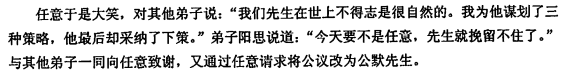 任意于是大笑，对其他弟子说：“我们先生在世上不得志是很自然的。我为他谋划了三
种策略，他最后却采纳了下策。”弟子阳思说道：“今天要不是任意，先生就挽留不住了。”
与其他弟子一同向任意致谢，又通过任意请求将公议改为公默先生。